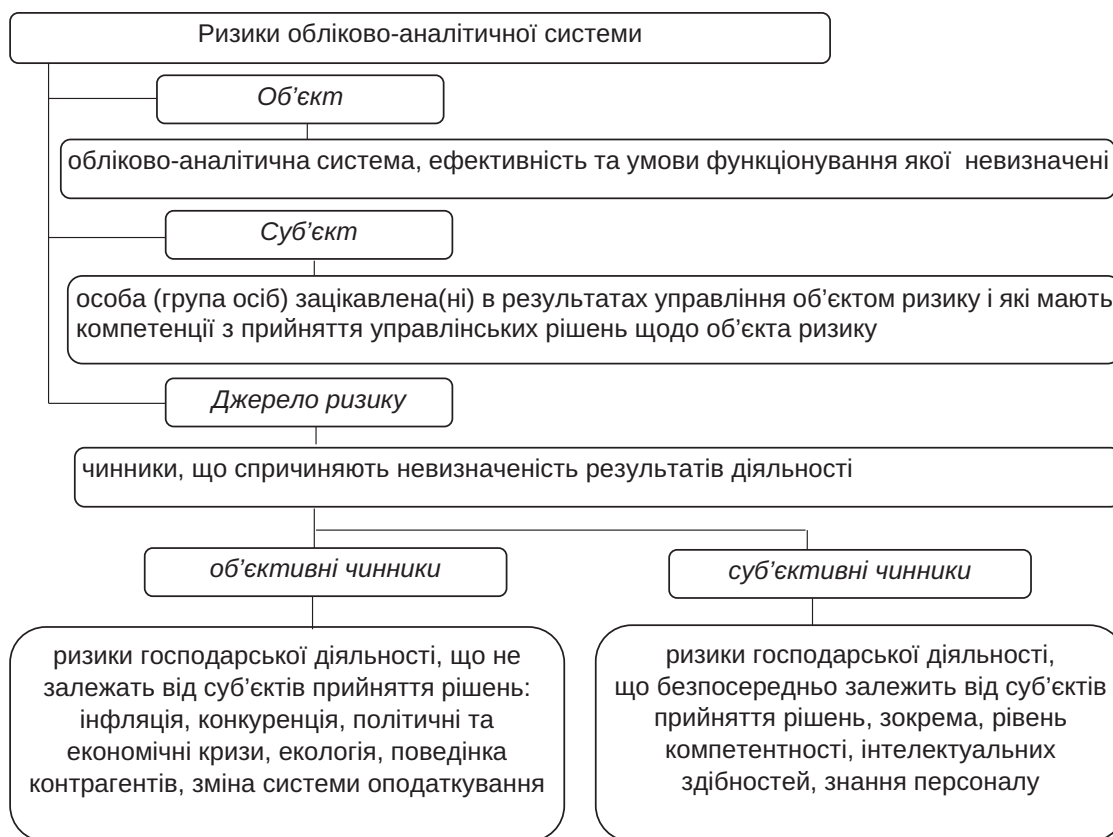 Ризики обліково-аналітичної системи
Об’єкт
обліково-аналітична система, ефективність та умови функціонування якої невизначені
Суб’єкт
особа (група осіб) зацікавлена(ні) в результатах управління об’єктом ризику і які мають
компетенції з прийняття управлінських рішень щодо об’єкта ризику
Джерело ризику
чинники, що спричиняють невизначеність результатів діяльності
об’єктивні чинники
суб’єктивні чинники
ризики господарської діяльності, що не
залежать від суб’єктів прийняття рішень:
інфляція, конкуренція, політичні та
економічні кризи, екологія, поведінка
контрагентів, зміна системи оподаткування
ризики господарської діяльності,
що безпосередньо залежить від суб’єктів
прийняття рішень, зокрема, рівень
компетентності, інтелектуальних
здібностей, знання персоналу